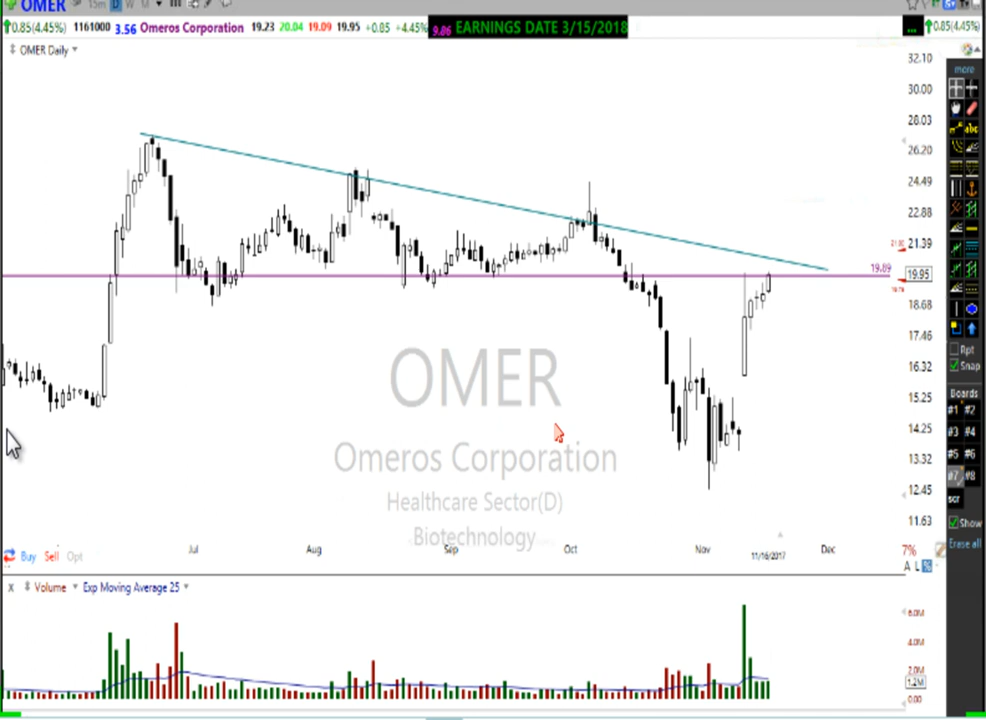 OMER 15m D W M
0.85(4.45%) 1161000 3.56 Omeros Corporation 19.23 20.04 19.09 19.95 +0.85 +4.45% 9.86 EARNINGS DATE 3/15/2018 ... 0.85(4.45%)
OMER Daily
32.10
more
30.00
28.03
abc
26.20
24.49
22.88
21.39
19.89
19.95
18.68
17.46
Rpt
16.32
Snap
15.25
Boards
#1 #2
14.25
#3 #4
13.32
#5 #6
12.45
#7 #8
scr
11.63
Show
Erase all
OMER
Omeros Corporation
Healthcare Sector(D)
Biotechnology
Jul Aug Sep Oct Nov 11/16/2017 Dec
Buy Sell Opt
7%
A L %
X Volume Exp Moving Average 25
6.0M
4.0M
2.0M
1.2M
0.00